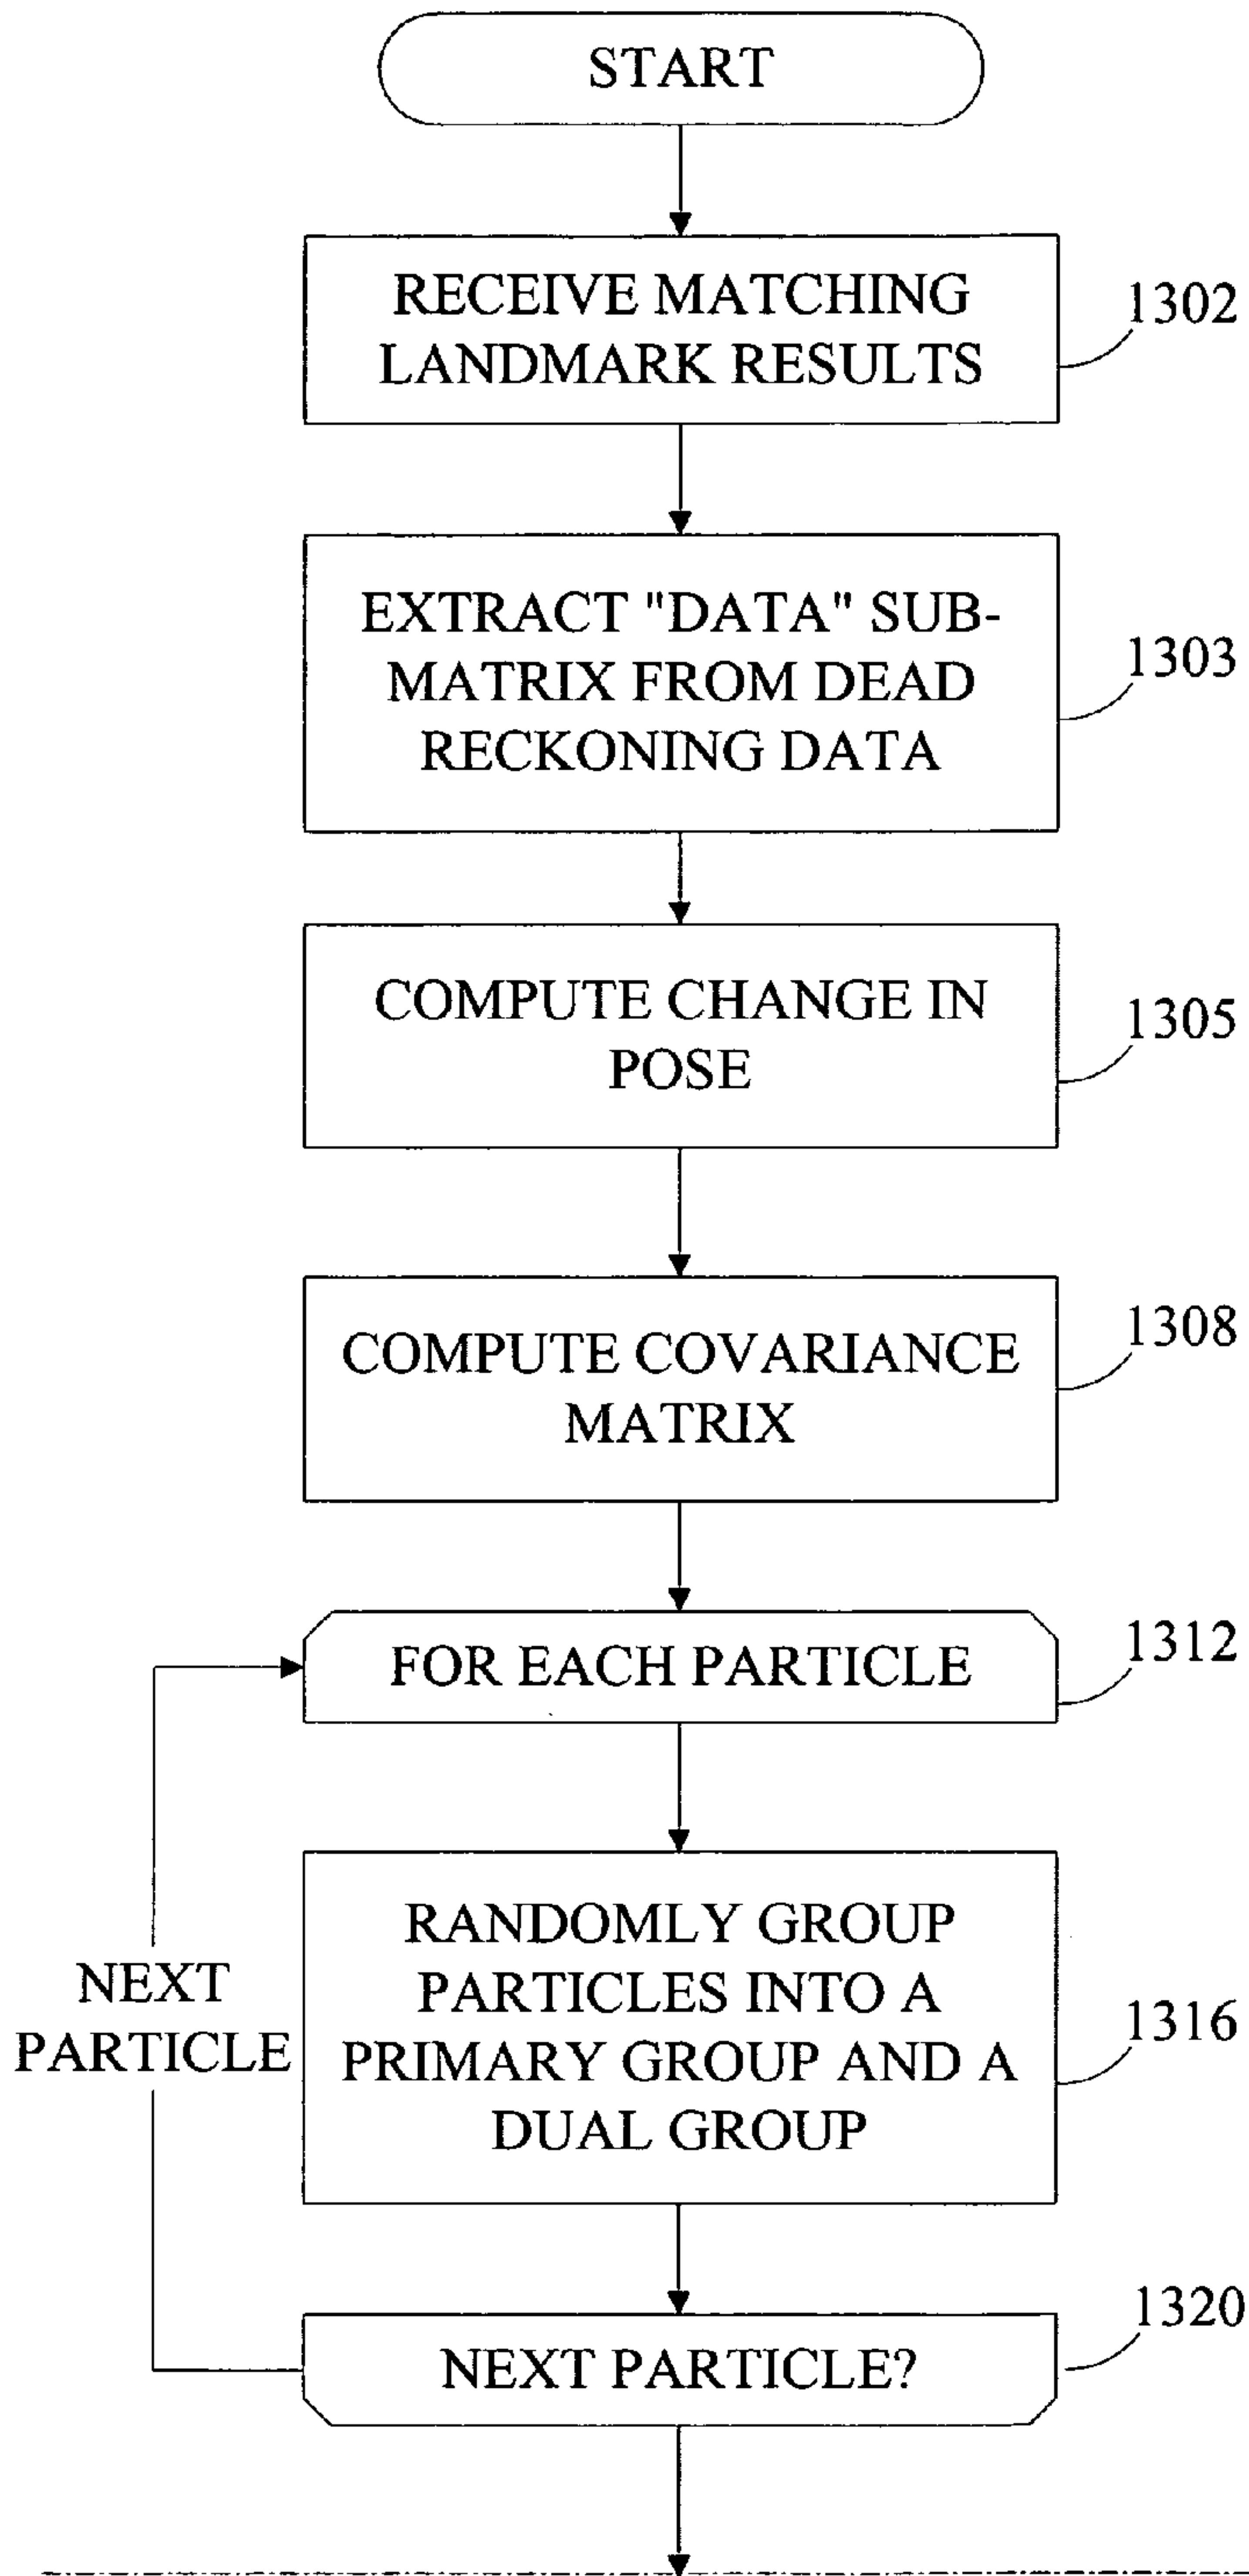 START
RECEIVE MATCHING
LANDMARK RESULTS
1302
EXTRACT "DATA" SUB-
MATRIX FROM DEAD
RECKONING DATA
1303
COMPUTE CHANGE IN
POSE
1305
COMPUTE COVARIANCE
MATRIX
1308
FOR EACH PARTICLE
1312
RANDOMLY GROUP
PARTICLES INTO A
PRIMARY GROUP AND A
DUAL GROUP
1316
NEXT
PARTICLE
NEXT PARTICLE?
1320